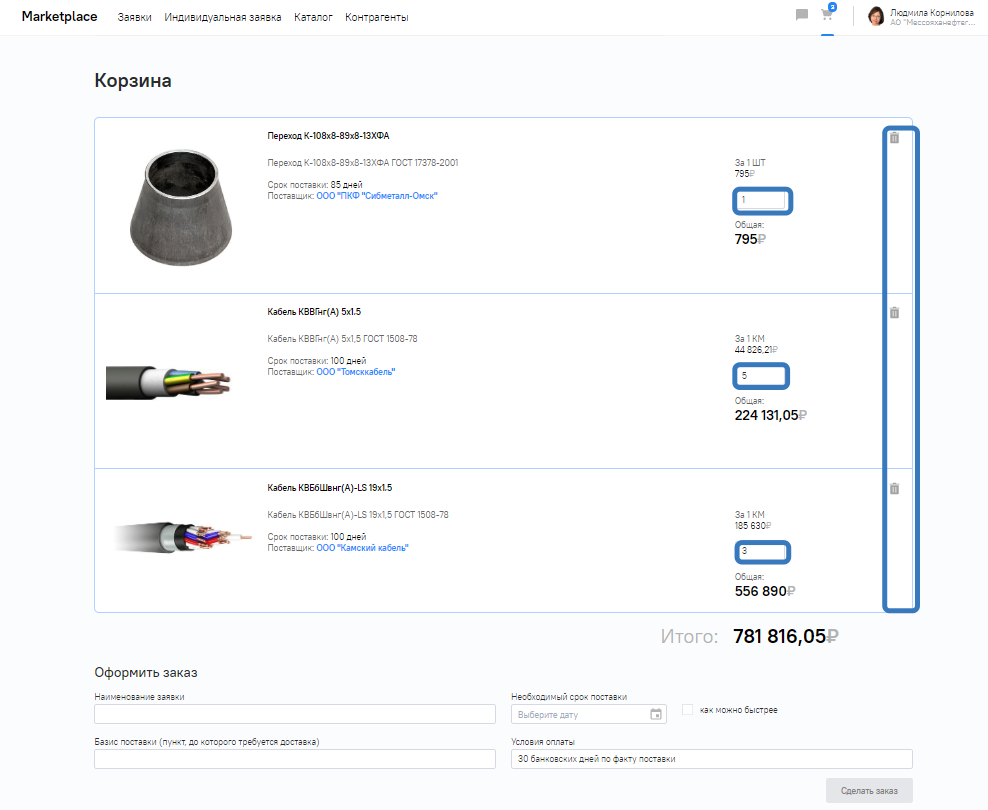 Marketplace Заявки Индивидуальная заявка Каталог Контрагенты
3
Людмила Корнилова
АО "Мессояханефтег...
Корзина
Переход К-108х8-89х8-13ХФА
Переход К-108х8-89х8-13ХФА ГОСТ 17378-2001
Срок поставки: 85 дней
Поставщик: ООО "ПКФ "Сибметалл-Омск"
За 1 ШТ
795₽
1
Общая:
795₽
Кабель КВВГнг(А) 5х1.5
Кабель КВВГнг(А) 5х1,5 ГОСТ 1508-78
Срок поставки: 100 дней
Поставщик: ООО "Томсккабель"
За 1 КМ
44 826,21₽
5
Общая:
224 131,05₽
Кабель КВБбШвнг(А)-LS 19х1.5
Кабель КВБбШвнг(А)-LS 19х1,5 ГОСТ 1508-78
Срок поставки: 100 дней
Поставщик: ООО "Камский кабель"
За 1 КМ
185 630₽
3
Общая:
556 890₽
Итого: 781 816,05₽
Оформить заказ
Наименование заявки
Необходимый срок поставки
Выберите дату
как можно быстрее
Базис поставки (пункт, до которого требуется доставка)
Условия оплаты
30 банковских дней по факту поставки
Сделать заказ